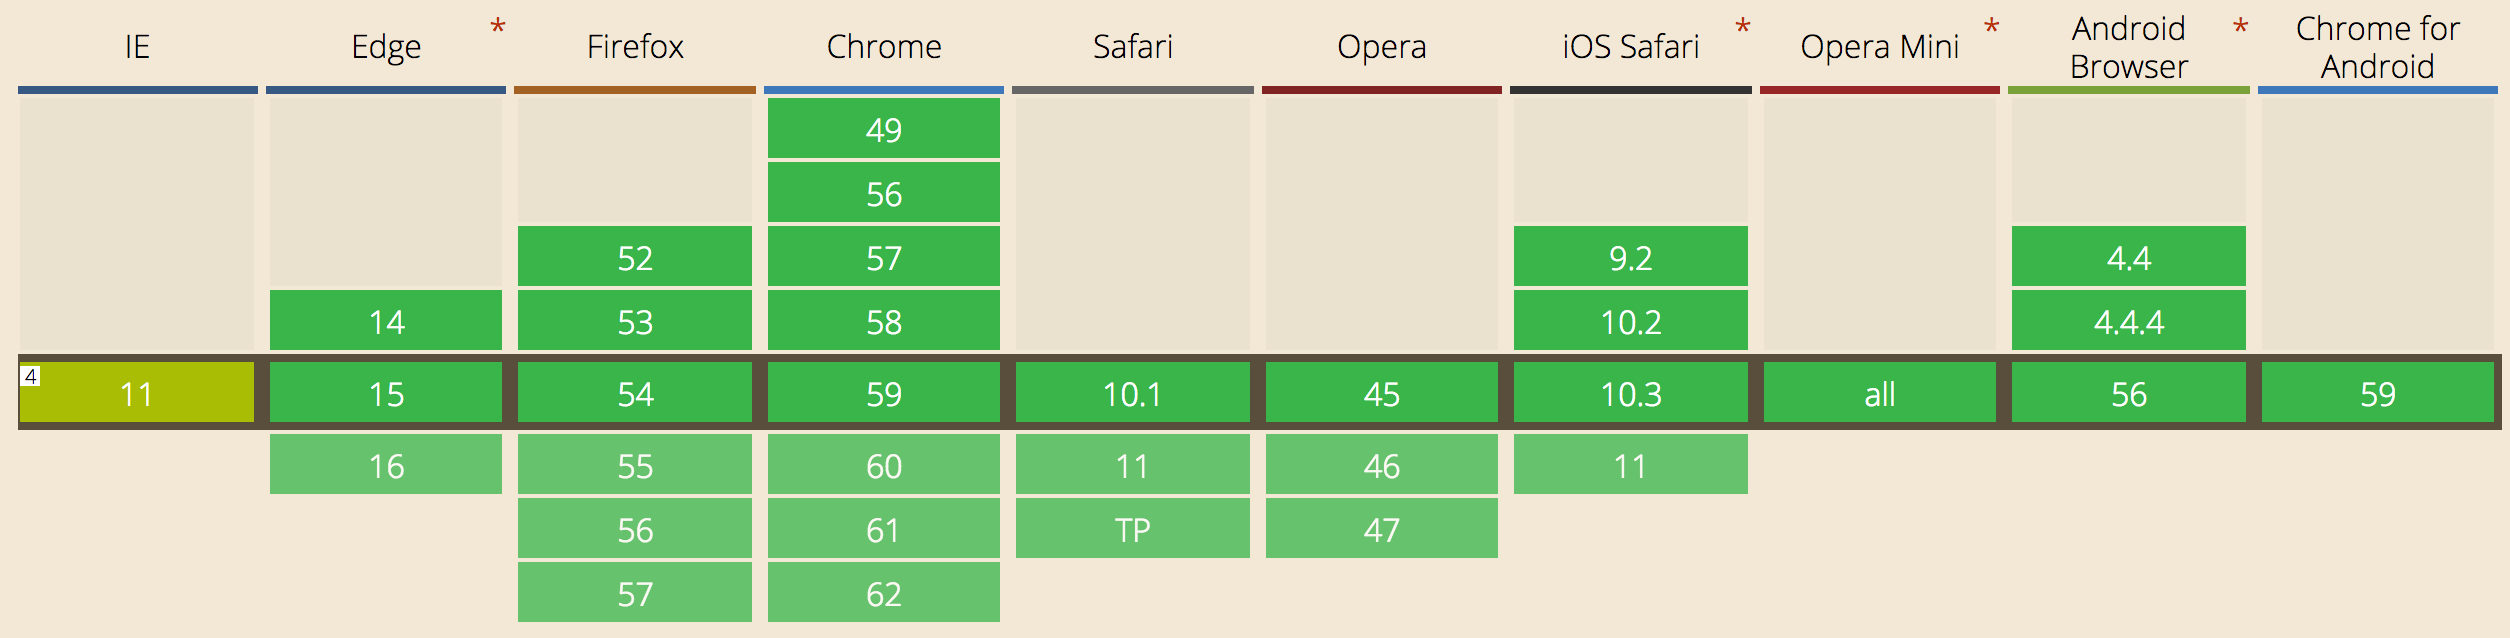 IE Edge * Firefox Chrome Safari Opera iOS Safari * Opera Mini * Android Browser * Chrome for Android
49
56
52 57 9.2 4.4
14 53 58 10.2 4.4.4
4 11 15 54 59 10.1 45 10.3 all 56 59
16 55 60 11 46 11
56 61 TP 47
57 62